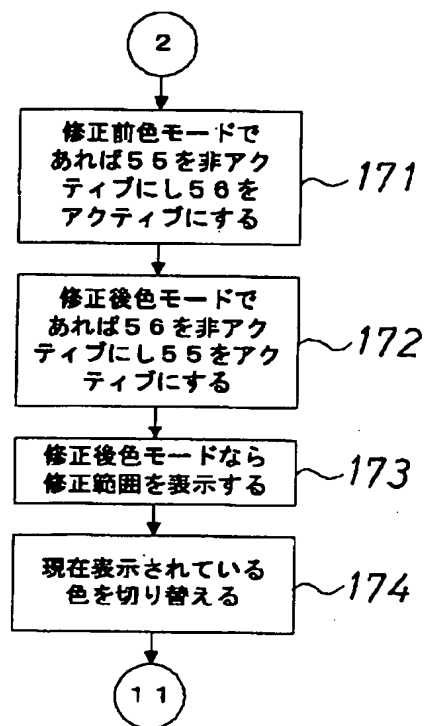 2
修正前色モードで
あれば55を非アク
ティブにし56を
アクティブにする
171
修正後色モードで
あれば56を非アク
ティブにし55をアク
ティブにする
172
修正後色モードなら
修正範囲を表示する
173
現在表示されている
色を切り替える
174
11